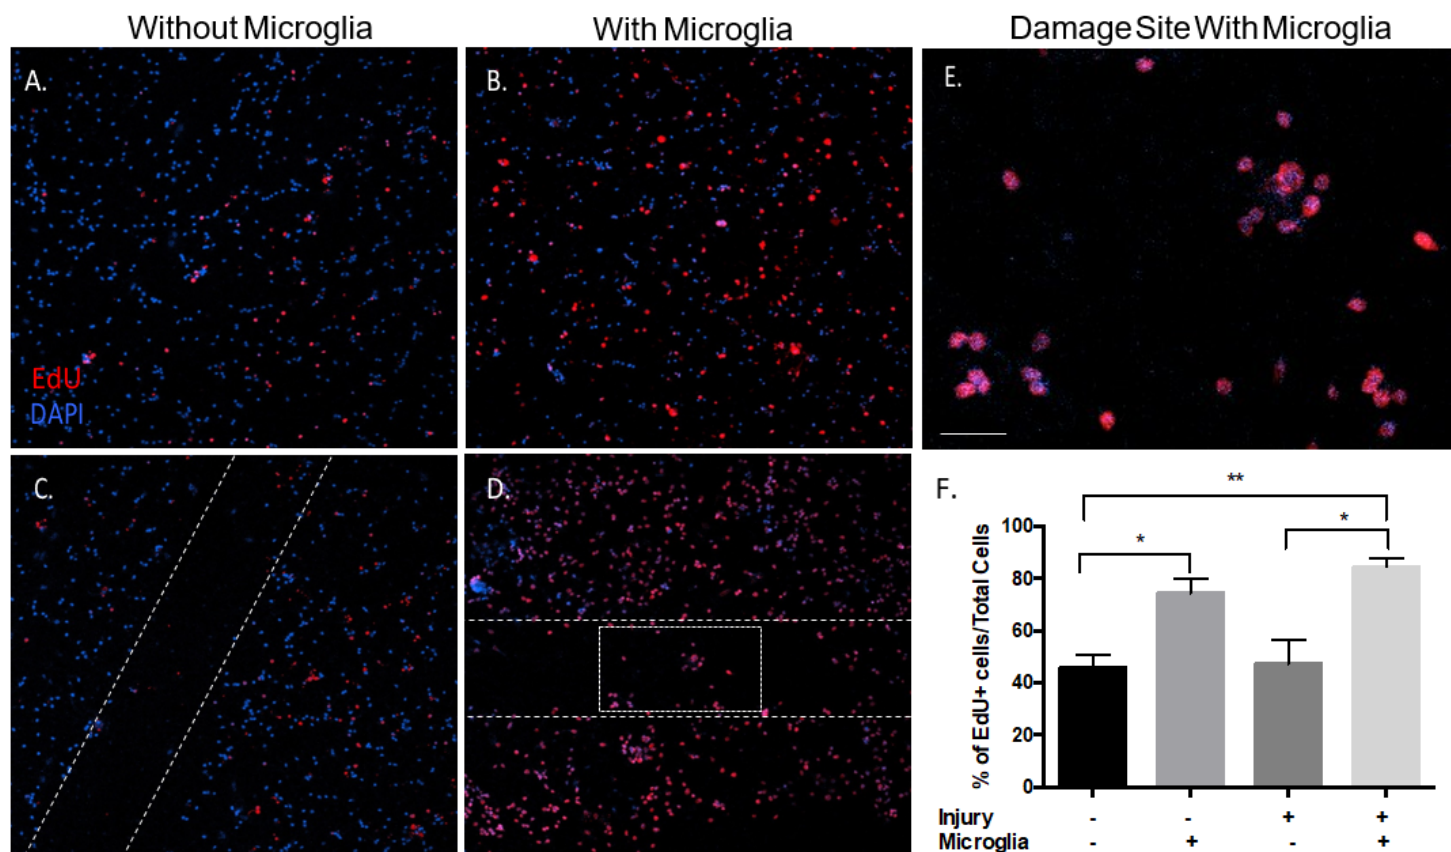 Without Microglia
With Microglia
Damage Site With Microglia
A.
B.
E.
EdU
DAPI
C.
D.
F.
**
*
*
% of EdU+ cells/Total Cells
100
80
60
40
20
0
Injury - - + +
Microglia - + - +